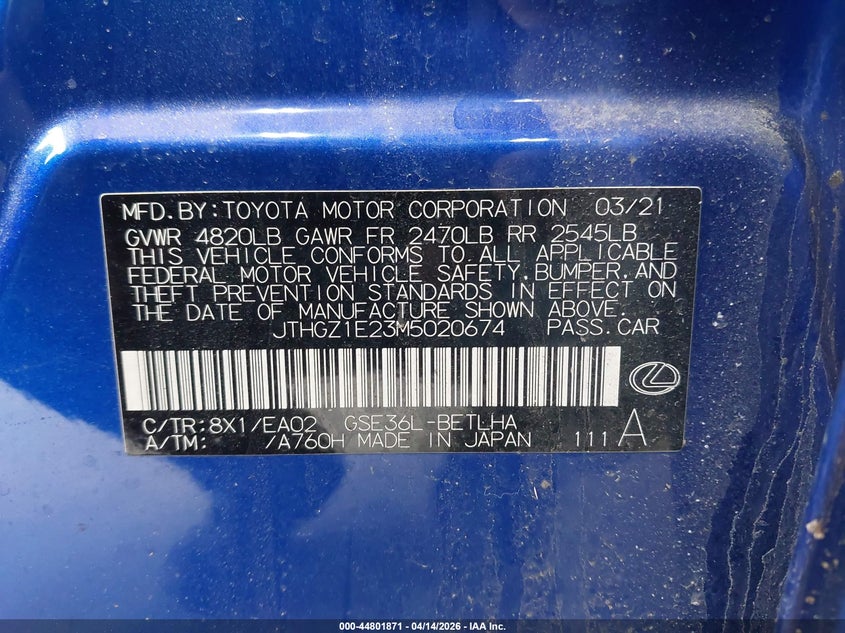 MFD.BY:TOYOTA MOTOR CORPORATION 03/21
GVWR 4820LB GAWR FR 2470LB RR 2545LB
THIS VEHICLE CONFORMS TO ALL APPLICABLE
FEDERAL MOTOR VEHICLE SAFETY,BUMPER,AND
THEFT PREVENTION STANDARDS IN EFFECT ON
THE DATE OF MANUFACTURE SHOWN ABOVE.
JTHGZ1E23M5020674 PASS.CAR
C/TR:8X1/EA02 GSE36L-BETLHA
A/TM: /A760H MADE IN JAPAN 111 A
000-44801871 - 04/14/2026 - IAA Inc.